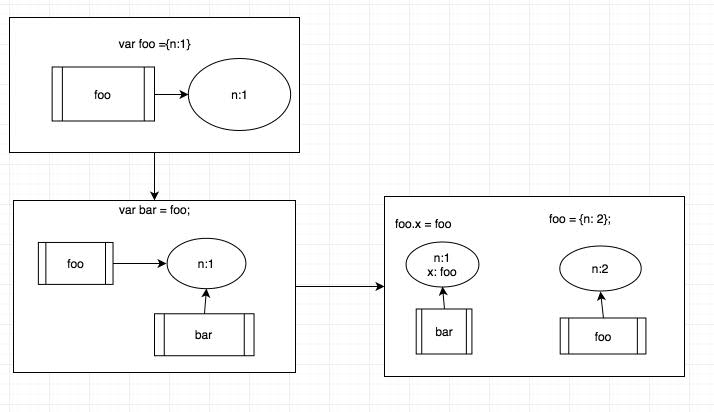 var foo ={n:1}
foo
n:1
var bar = foo;
foo
n:1
bar
foo.x = foo
foo = {n: 2};
n:1
x: foo
n:2
bar
foo